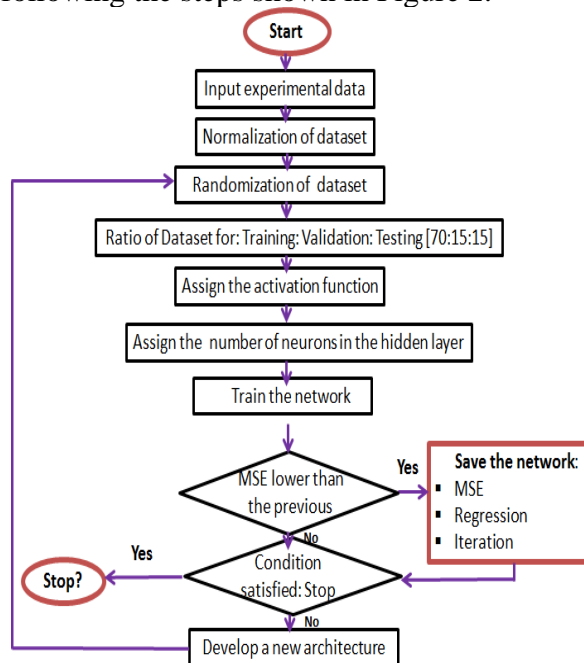 following the steps shown in Figure 2.
Start
Input experimental data
Normalization of dataset
Randomization of dataset
Ratio of Dataset for: Training: Validation: Testing [70:15:15]
Assign the activation function
Assign the number of neurons in the hidden layer
Train the network
MSE lower than
the previous
Yes
Save the network:
▪ MSE
▪ Regression
▪ Iteration
No
Condition
satisfied: Stop
Yes
Stop?
No
Develop a new architecture